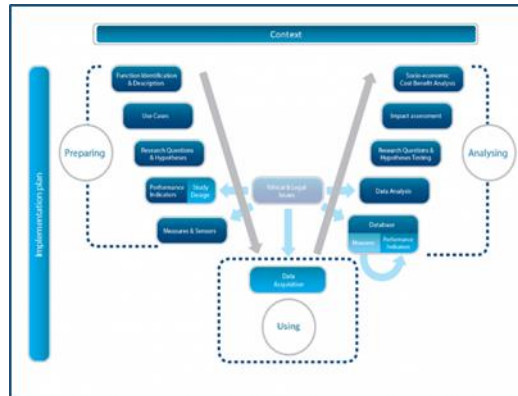 Context
Implementation plan
Preparing
Function Identification
& Description
Use Cases
Research Questions
& Hypotheses
Performance
Indicators
Study
Design
Measures & Sensors
Ethical & Legal
Issues
Data
Acquisition
Using
Socio-economic
Cost Benefit Analysis
Impact assessment
Research Questions &
Hypotheses Testing
Data Analysis
Database
Measures
Performance
Indicators
Analysing